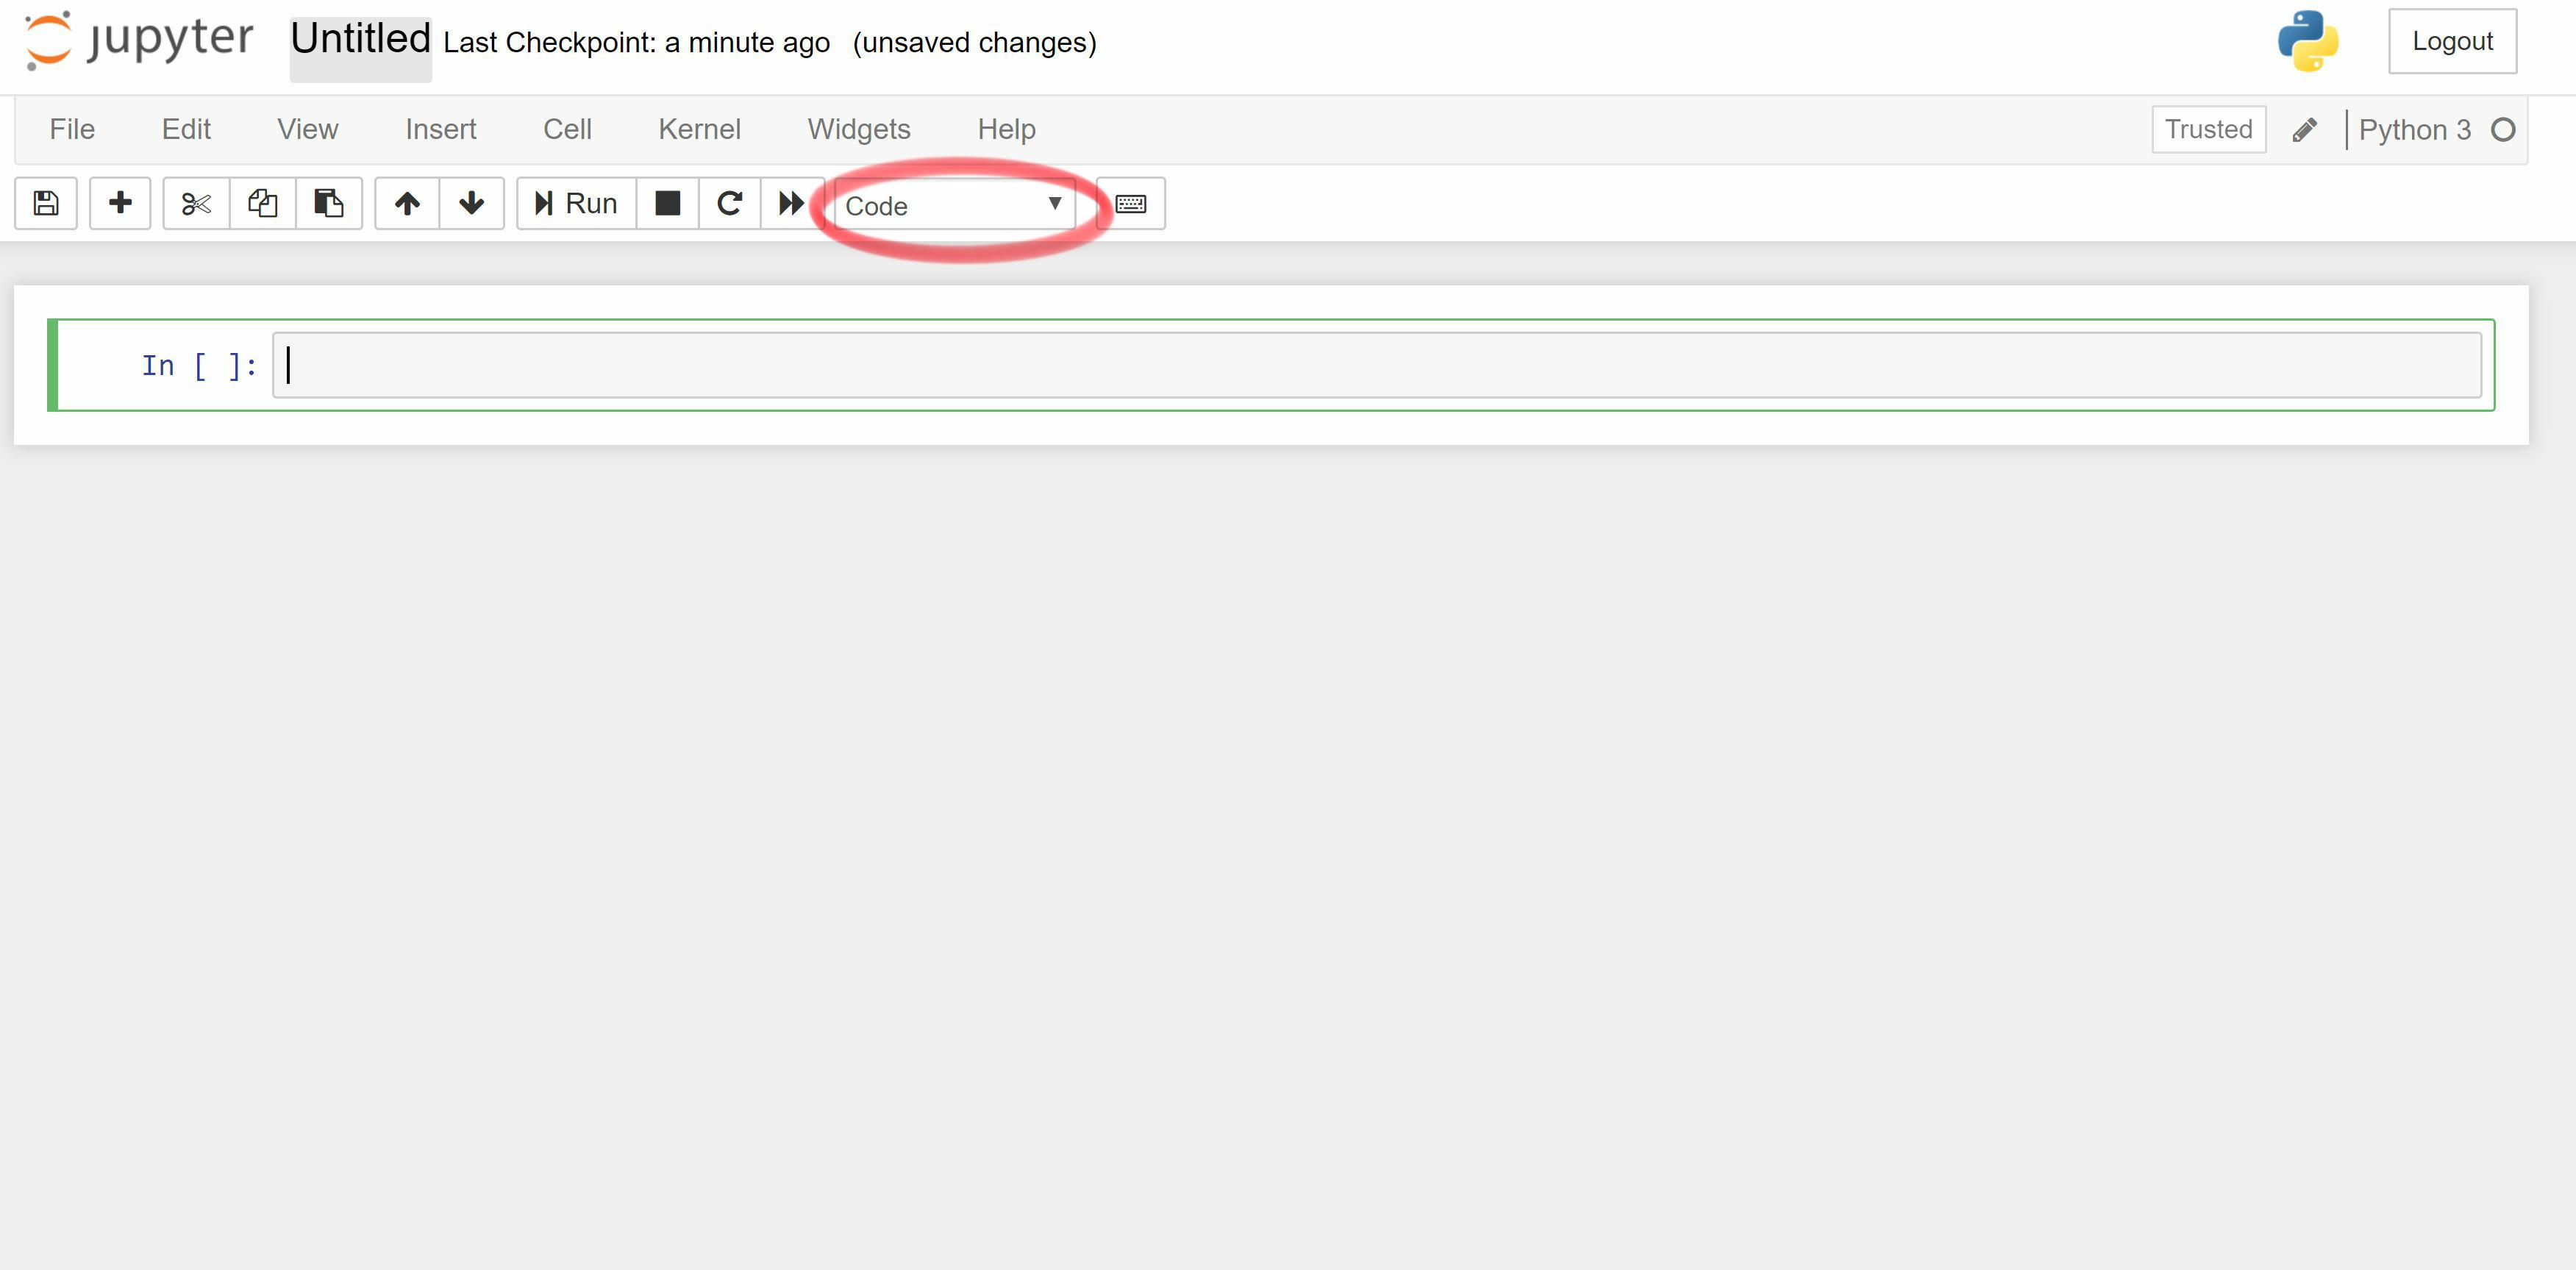 jupyter Untitled Last Checkpoint: a minute ago (unsaved changes) Logout
File Edit View Insert Cell Kernel Widgets Help Trusted Python 3
Run Code
In [ ]: